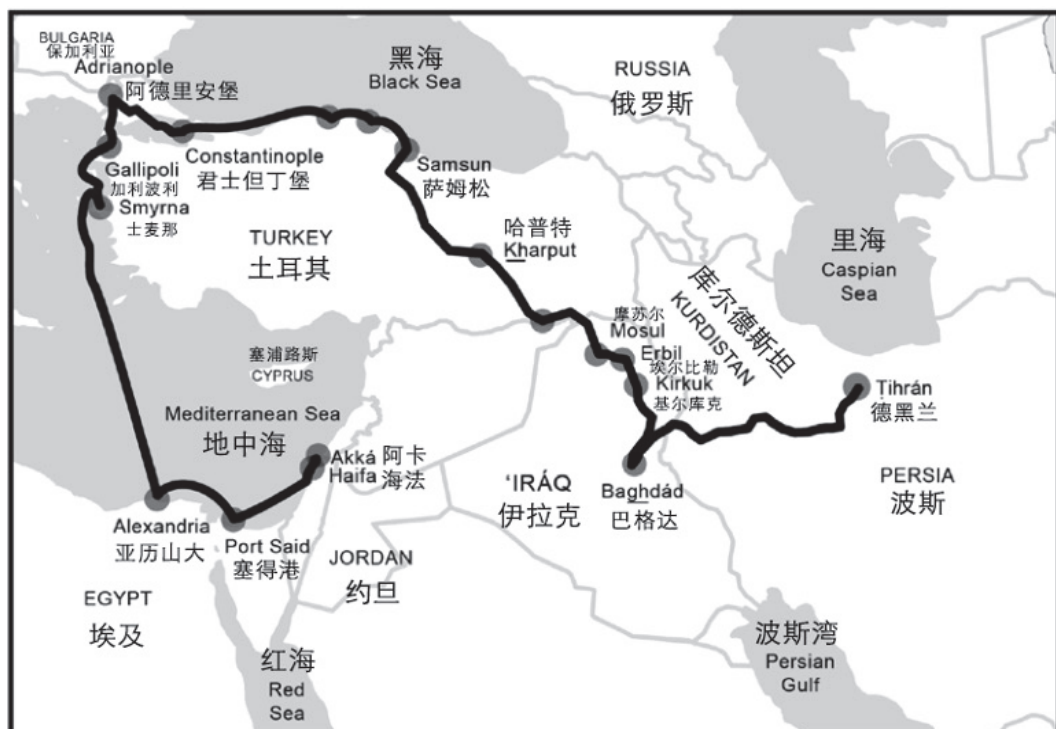 BULGARIA
保加利亚
Adrianople
阿德里安堡
黑海
Black Sea
RUSSIA
俄罗斯
Gallipoli
加利波利
Constantinople
君士但丁堡
Samsun
萨姆松
Smyrna
士麦那
TURKEY
土耳其
哈普特
Kharput
里海
Caspian
Sea
库尔德斯坦
KURDISTAN
摩苏尔
Mosul
Erbil
埃尔比勒
Kirkuk
基尔库克
塞浦路斯
CYPRUS
Ṭihrán
德黑兰
Mediterranean Sea
地中海
Akká 阿卡
Haifa 海法
‘IRÁQ
伊拉克
Baghdád
巴格达
PERSIA
波斯
Alexandria
亚历山大
Port Said
塞得港
JORDAN
约旦
EGYPT
埃及
红海
Red
Sea
波斯湾
Persian
Gulf